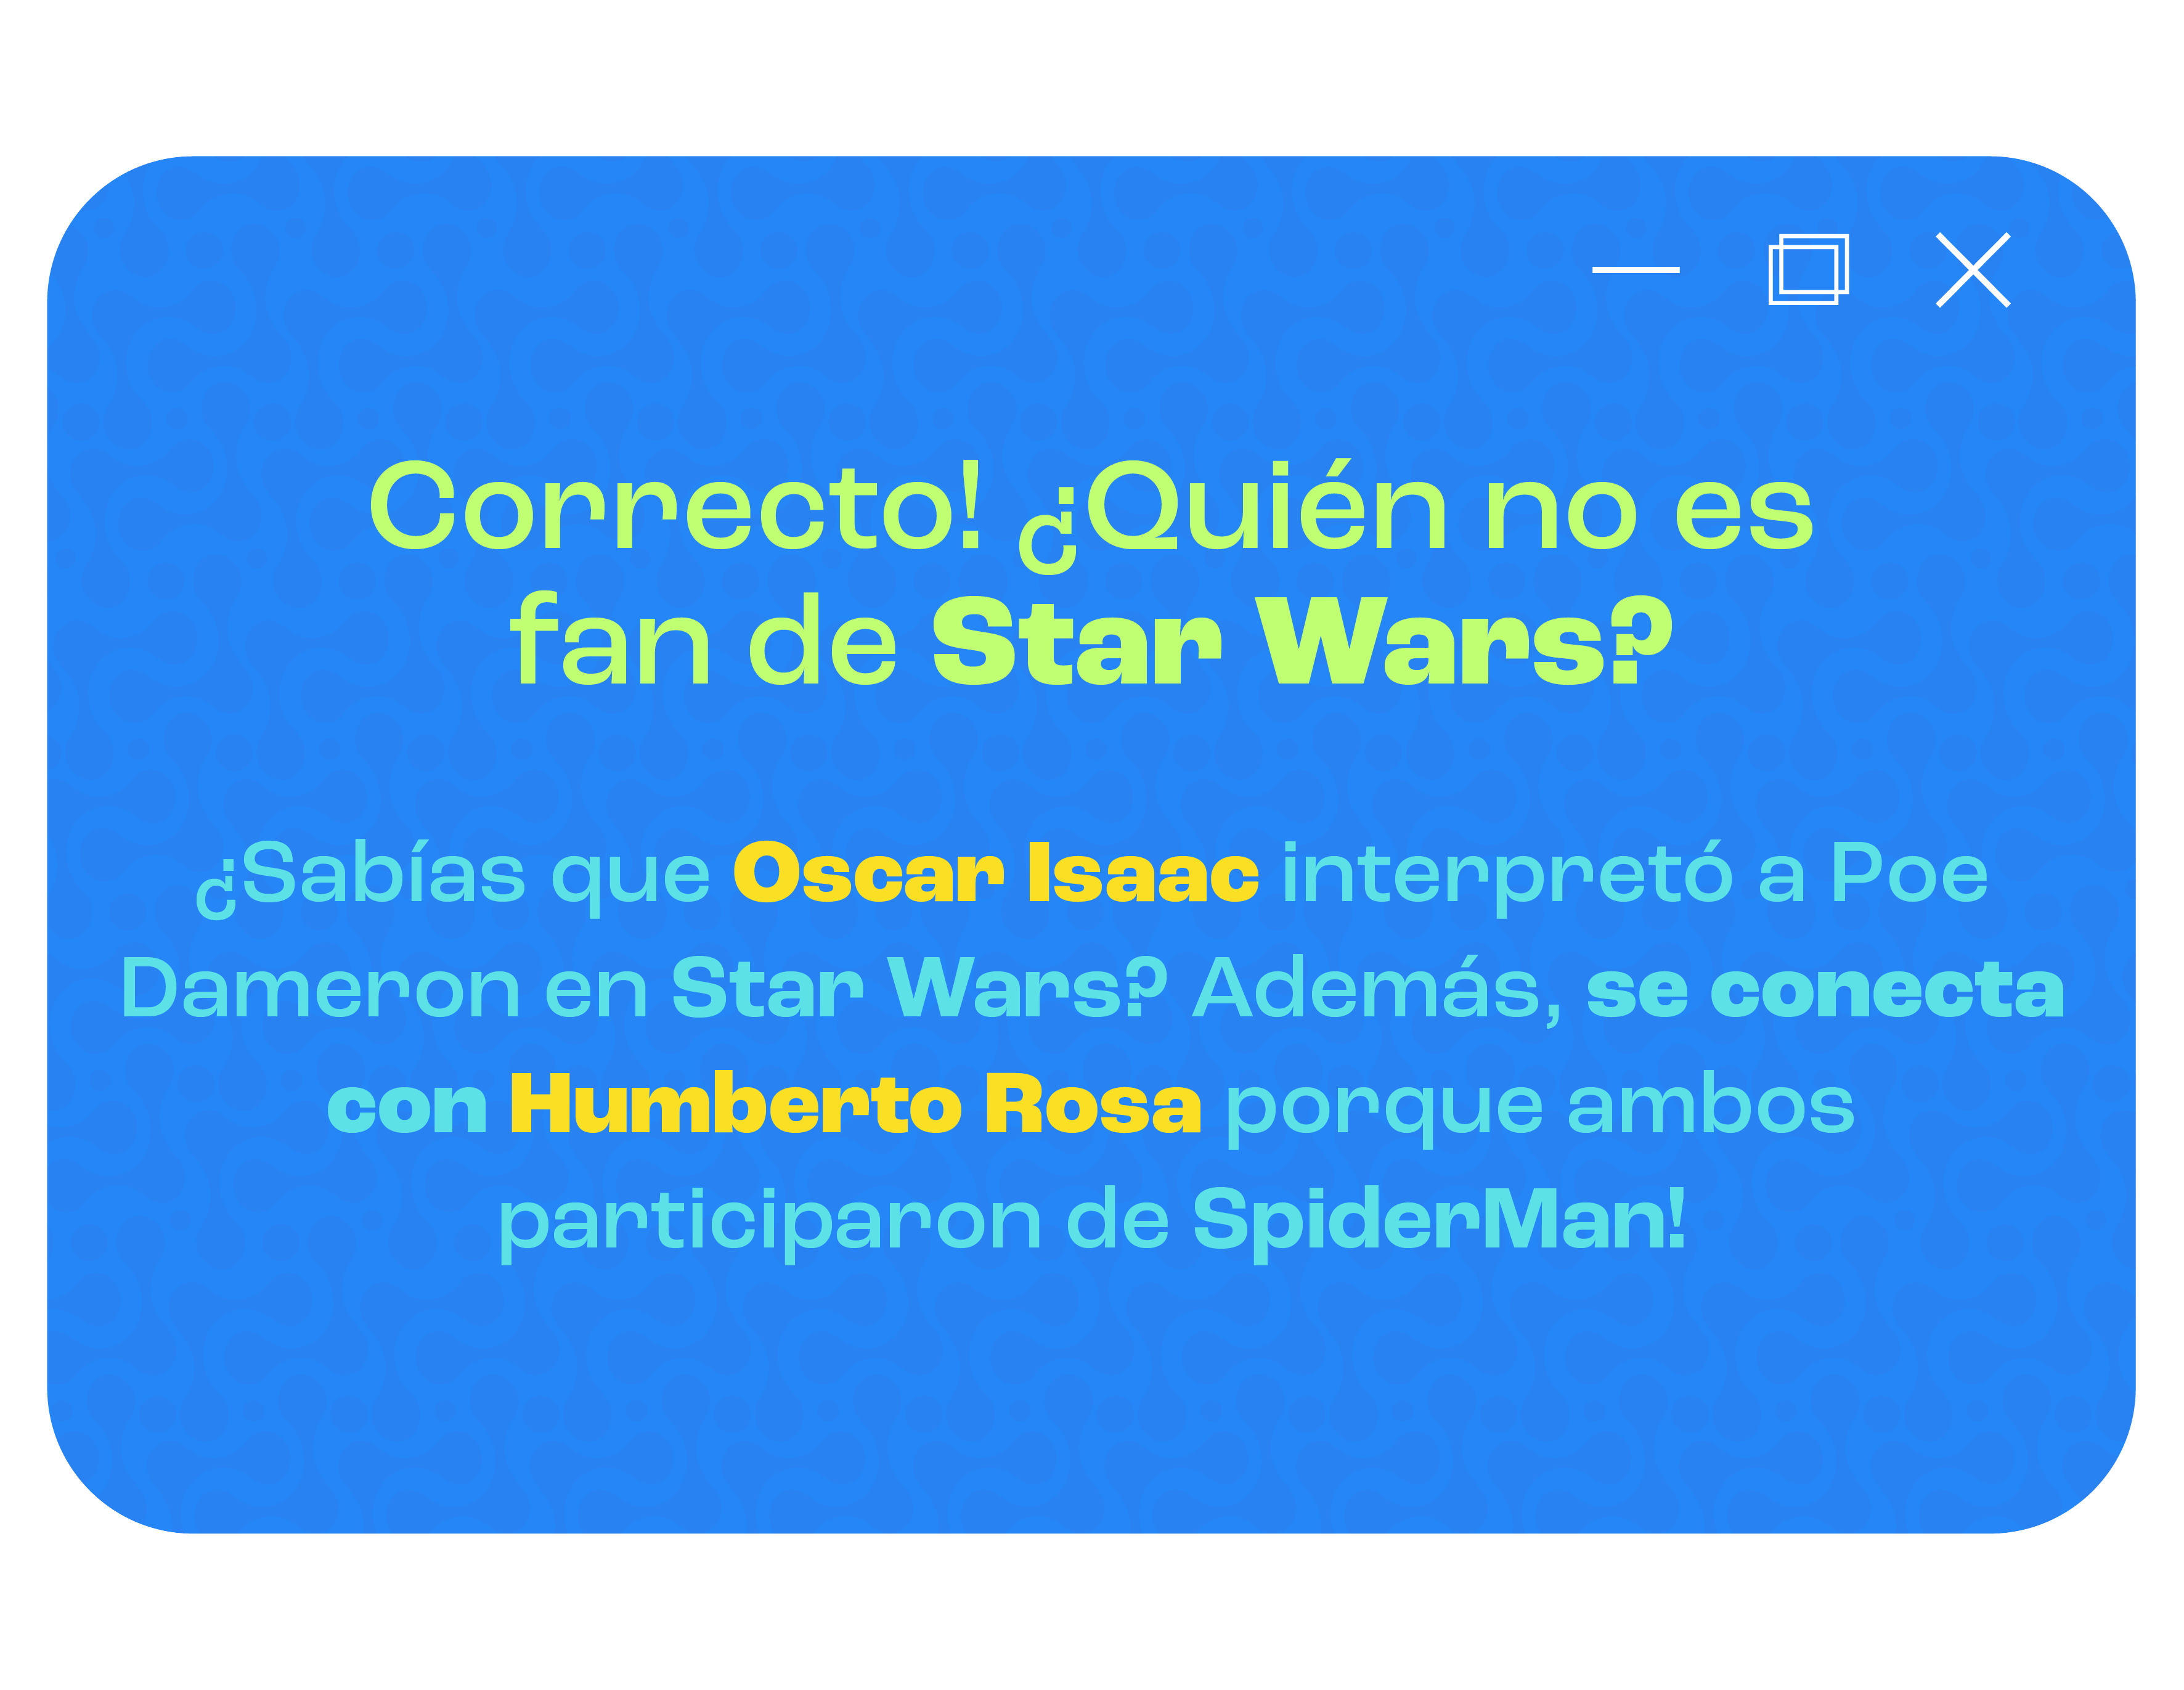 Correcto! ¿Quién no es
fan de Star Wars?
¿Sabías que Oscar Isaac interpretó a Poe
Dameron en Star Wars? Además, se conecta
con Humberto Rosa porque ambos
participaron de SpiderMan!